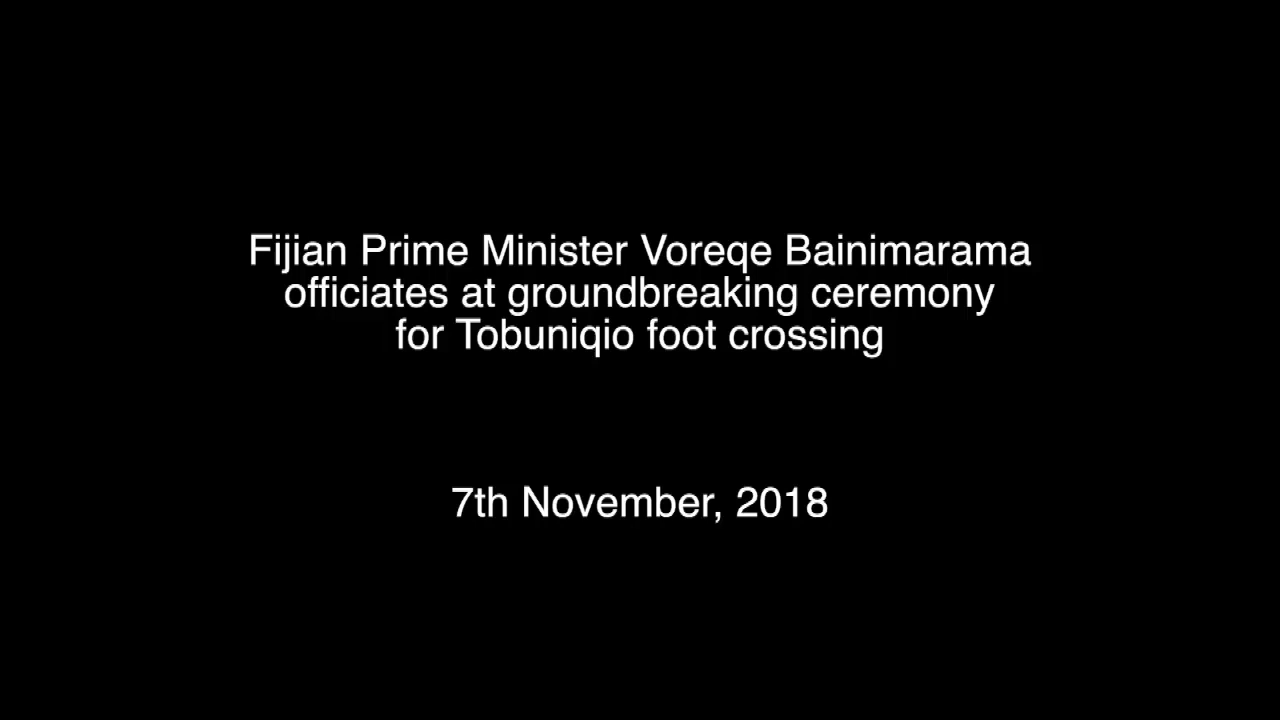 Fijian Prime Minister Voreqe Bainimarama
officiates at groundbreaking ceremony
for Tobuniqio foot crossing
7th November, 2018